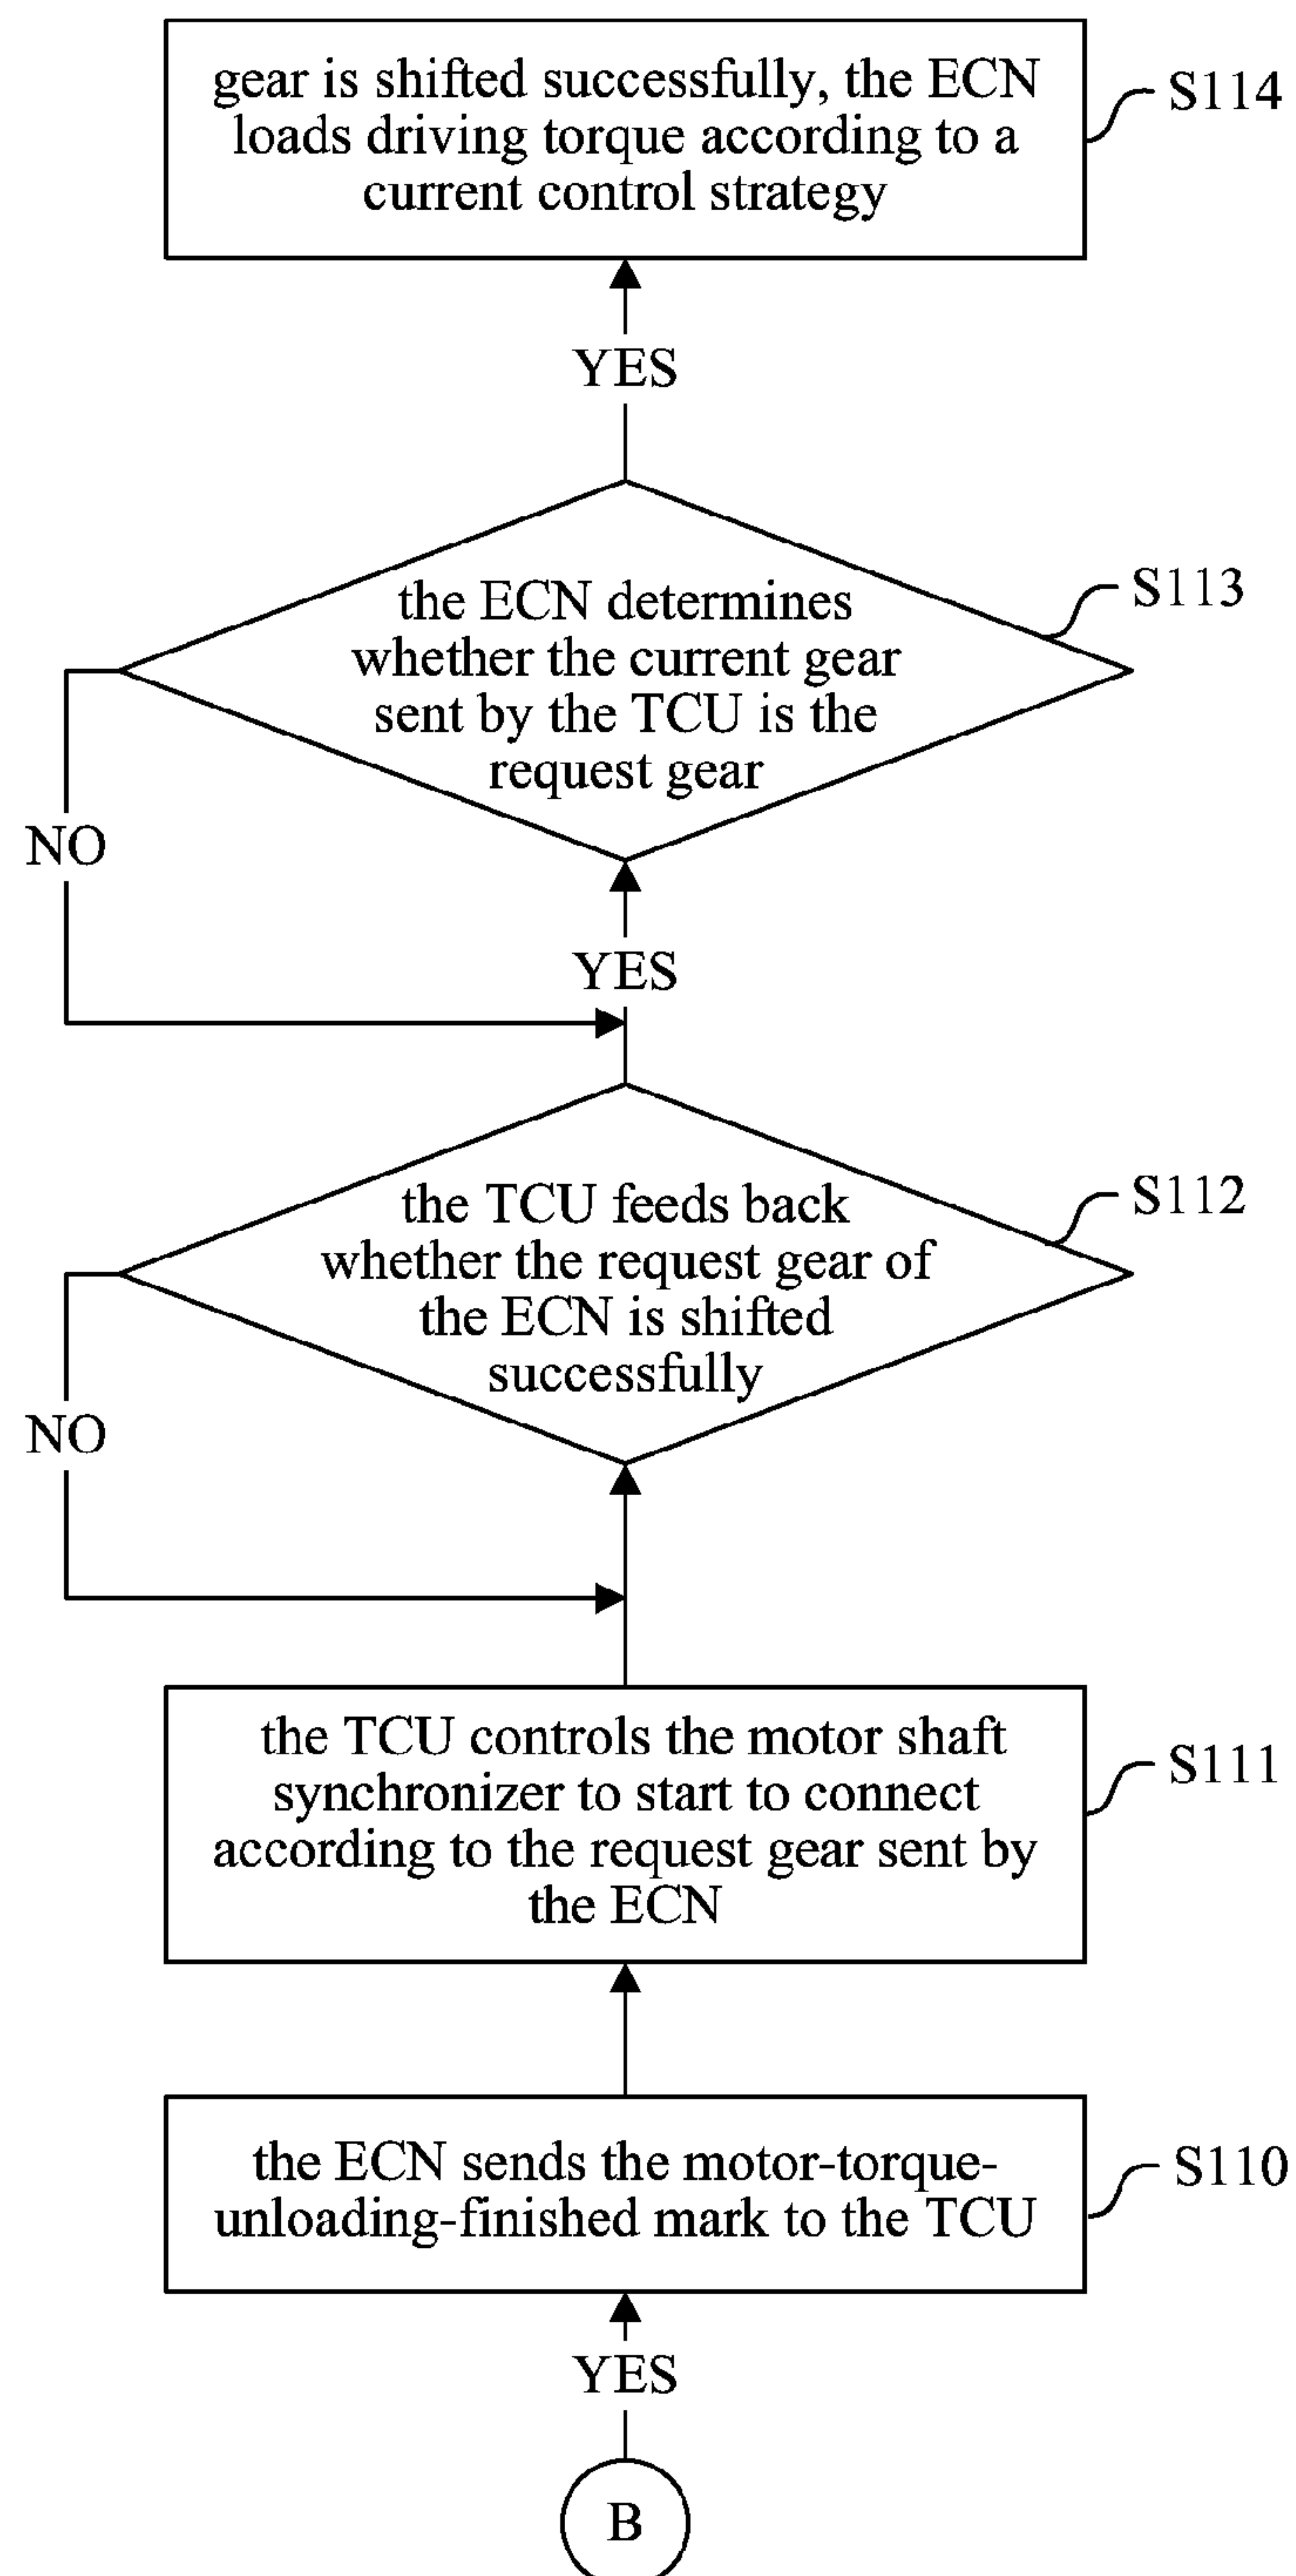 gear is shifted successfully, the ECN
loads driving torque according to a
current control strategy
S114
YES
the ECN determines
whether the current gear
sent by the TCU is the
request gear
S113
NO
YES
the TCU feeds back
whether the request gear of
the ECN is shifted
successfully
S112
NO
the TCU controls the motor shaft
synchronizer to start to connect
according to the request gear sent by
the ECN
S111
the ECN sends the motor-torque-
unloading-finished mark to the TCU
S110
YES
B